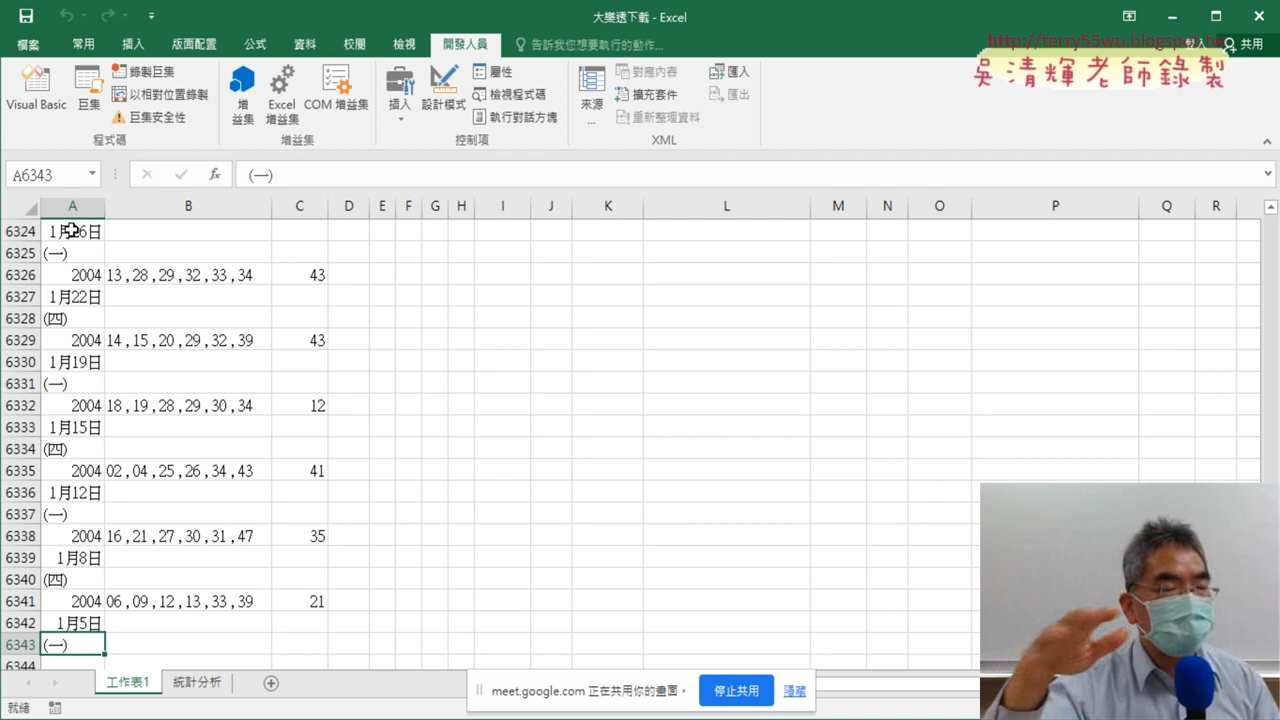 大樂透下載 - Excel
檔案 常用 插入 版面配置 公式 資料 校閱 檢視 開發人員 告訴我您想要執行的動作... 共用
http://terry55wu.blogspot.tw
吳清輝老師錄製
Visual Basic 巨集 錄製巨集 以相對位置錄製 巨集安全性
增益集 Excel 增益集 COM 增益集
插入 設計模式 屬性 檢視程式碼 執行對話方塊
來源... 對應內容 擴充套件 重新整理資料 匯入 匯出
程式碼 增益集 控制項 XML
A6343 fx (一)
A B C D E F G H I J K L M N O P Q R
6324 1月26日
6325 (一)
6326 2004 13,28,29,32,33,34 43
6327 1月22日
6328 (四)
6329 2004 14,15,20,29,32,39 43
6330 1月19日
6331 (一)
6332 2004 18,19,28,29,30,34 12
6333 1月15日
6334 (四)
6335 2004 02,04,25,26,34,43 41
6336 1月12日
6337 (一)
6338 2004 16,21,27,30,31,47 35
6339 1月8日
6340 (四)
6341 2004 06,09,12,13,33,39 21
6342 1月5日
6343 (一)
6344
工作表1 統計分析
meet.google.com 正在共用你的畫面。 停止共用 隱藏
就緒